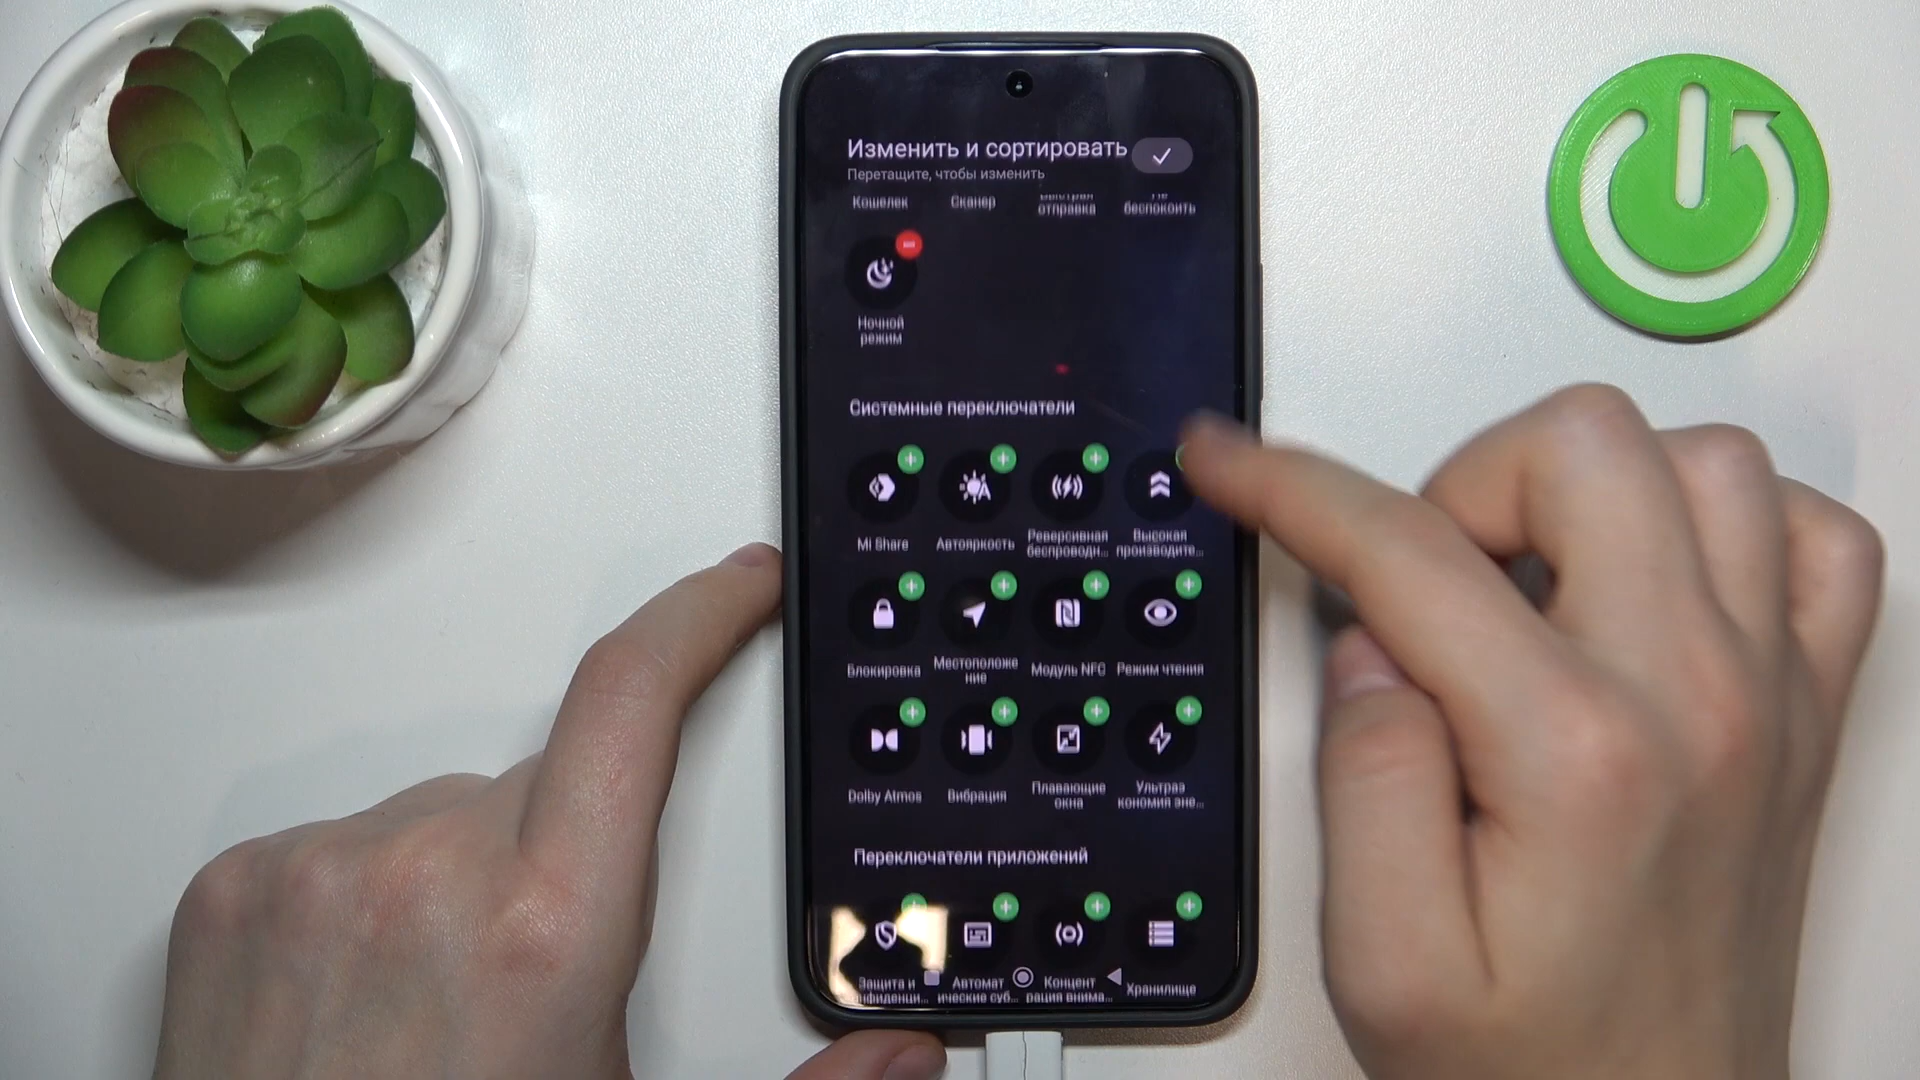 Изменить и сортировать
Перетащите, чтобы изменить
Кошелек Сканер отправка беспокоить
Ночной
режим
Системные переключатели
Mi Share Автояркость Реверсивная беспроводн... Высокая производите...
Блокировка Местоположе
ние Модуль NFC Режим чтения
Dolby Atmos Вибрация Плавающие
окна Ультраэ
кономия эне...
Переключатели приложений
Защита и Автомат
ические суб... Концент
рация внима... Хранилище